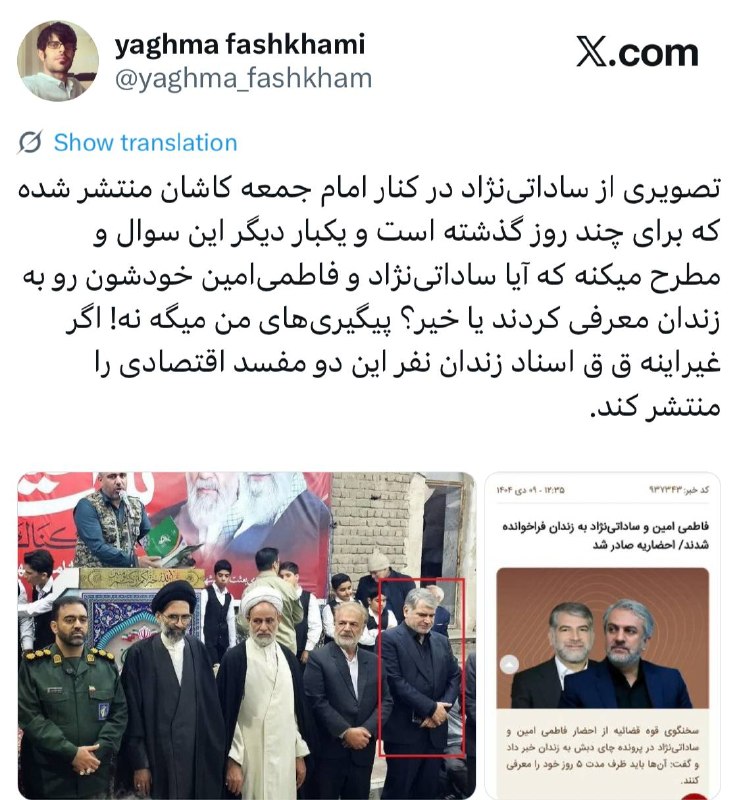 yaghma fashkhami
@yaghma_fashkham
X.com
Show translation
تصویری از ساداتی‌نژاد در کنار امام جمعه کاشان منتشر شده
که برای چند روز گذشته است و یکبار دیگر این سوال و
مطرح میکنه که آیا ساداتی‌نژاد و فاطمی‌امین خودشون رو به
زندان معرفی کردند یا خیر؟ پیگیری‌های من میگه نه! اگر
غیراینه ق ق اسناد زندان نفر این دو مفسد اقتصادی را
منتشر کند.
کد خبر: ۹۳۷۳۴۳
۱۲:۳۵ - ۰۹ دی ۱۴۰۴
فاطمی امین و ساداتی‌نژاد به زندان فراخوانده
شدند/ احضاریه صادر شد
سخنگوی قوه قضائیه از احضار فاطمی امین و
ساداتی‌نژاد در پرونده چای دبش به زندان خبر داد
و گفت: آن‌ها باید ظرف مدت ۵ روز خود را معرفی
کنند.